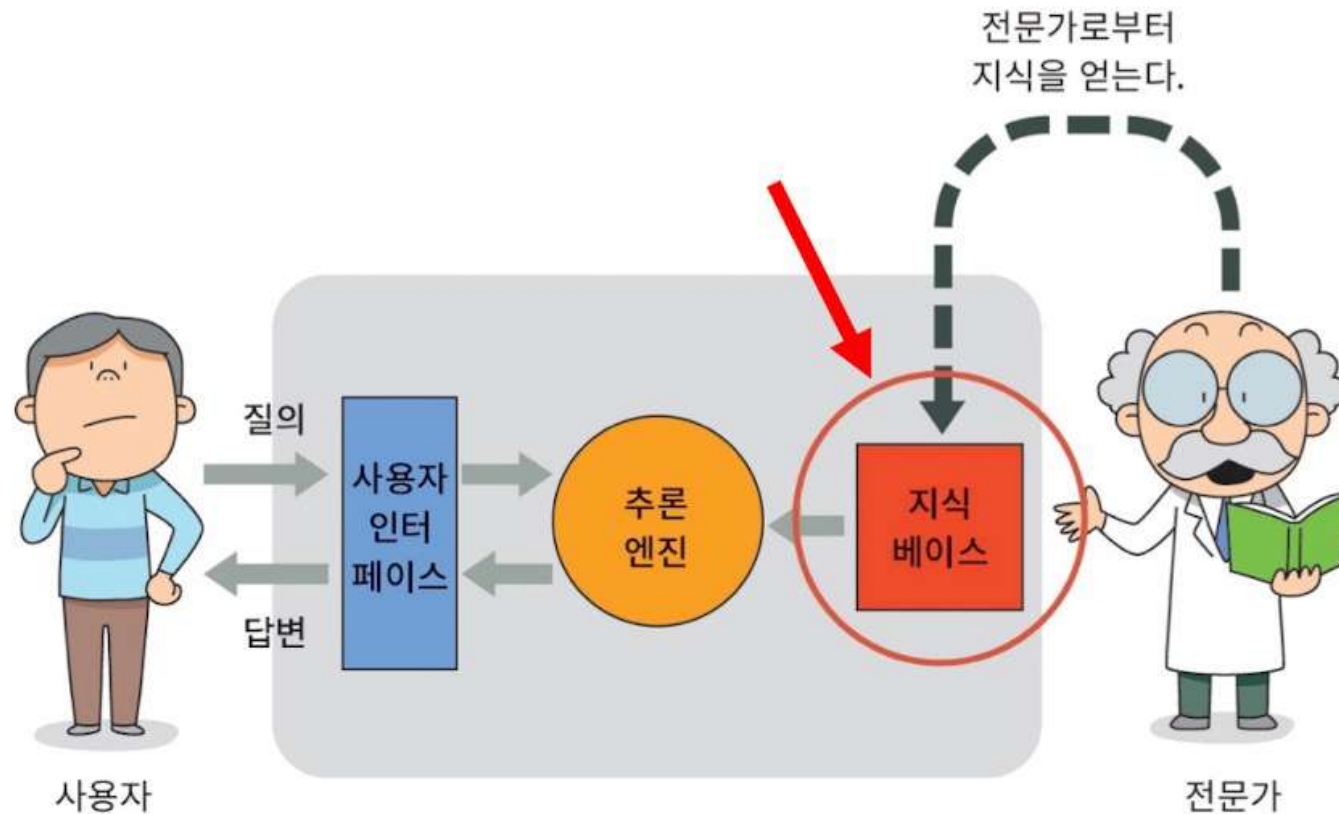 전문가로부터
지식을 얻는다.
질의
사용자
인터
페이스
추론
엔진
지식
베이스
답변
사용자
전문가